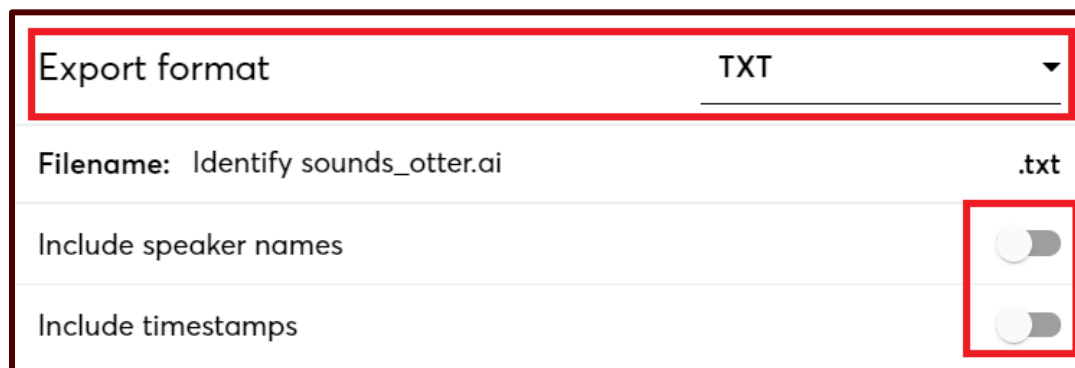 Export format TXT
Filename: Identify sounds_otter.ai .txt
Include speaker names
Include timestamps